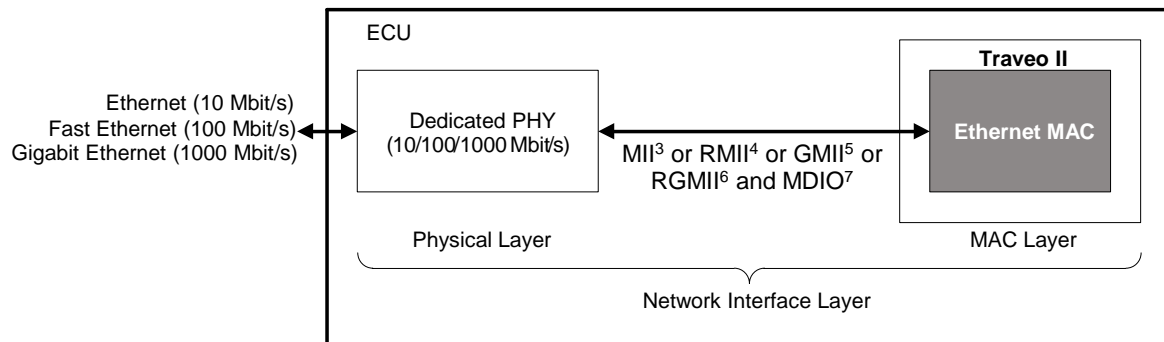 ECU
Traveo II
Ethernet (10 Mbit/s)
Fast Ethernet (100 Mbit/s)
Gigabit Ethernet (1000 Mbit/s)
Dedicated PHY
(10/100/1000 Mbit/s)
Ethernet MAC
MII³ or RMII⁴ or GMII⁵ or
RGMII⁶ and MDIO⁷
Physical Layer
MAC Layer
Network Interface Layer